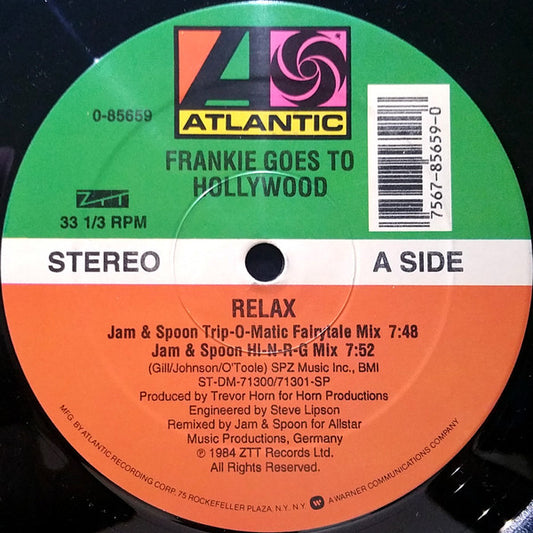 ATLANTIC
0-85659
FRANKIE GOES TO
HOLLYWOOD
7567-85659-0
ZTT
33 1/3 RPM
STEREO
A SIDE
RELAX
Jam & Spoon Trip-O-Matic Fairytale Mix 7:48
Jam & Spoon HI-N-R-G Mix 7:52
(Gill/Johnson/O'Toole) SPZ Music Inc., BMI
ST-DM-71300/71301-SP
Produced by Trevor Horn for Horn Productions
Engineered by Steve Lipson
Remixed by Jam & Spoon for Allstar
Music Productions, Germany
℗ 1984 ZTT Records Ltd.
All Rights Reserved.
MFG. BY ATLANTIC RECORDING CORP. 75 ROCKEFELLER PLAZA, N.Y. N.Y. A WARNER COMMUNICATIONS COMPANY